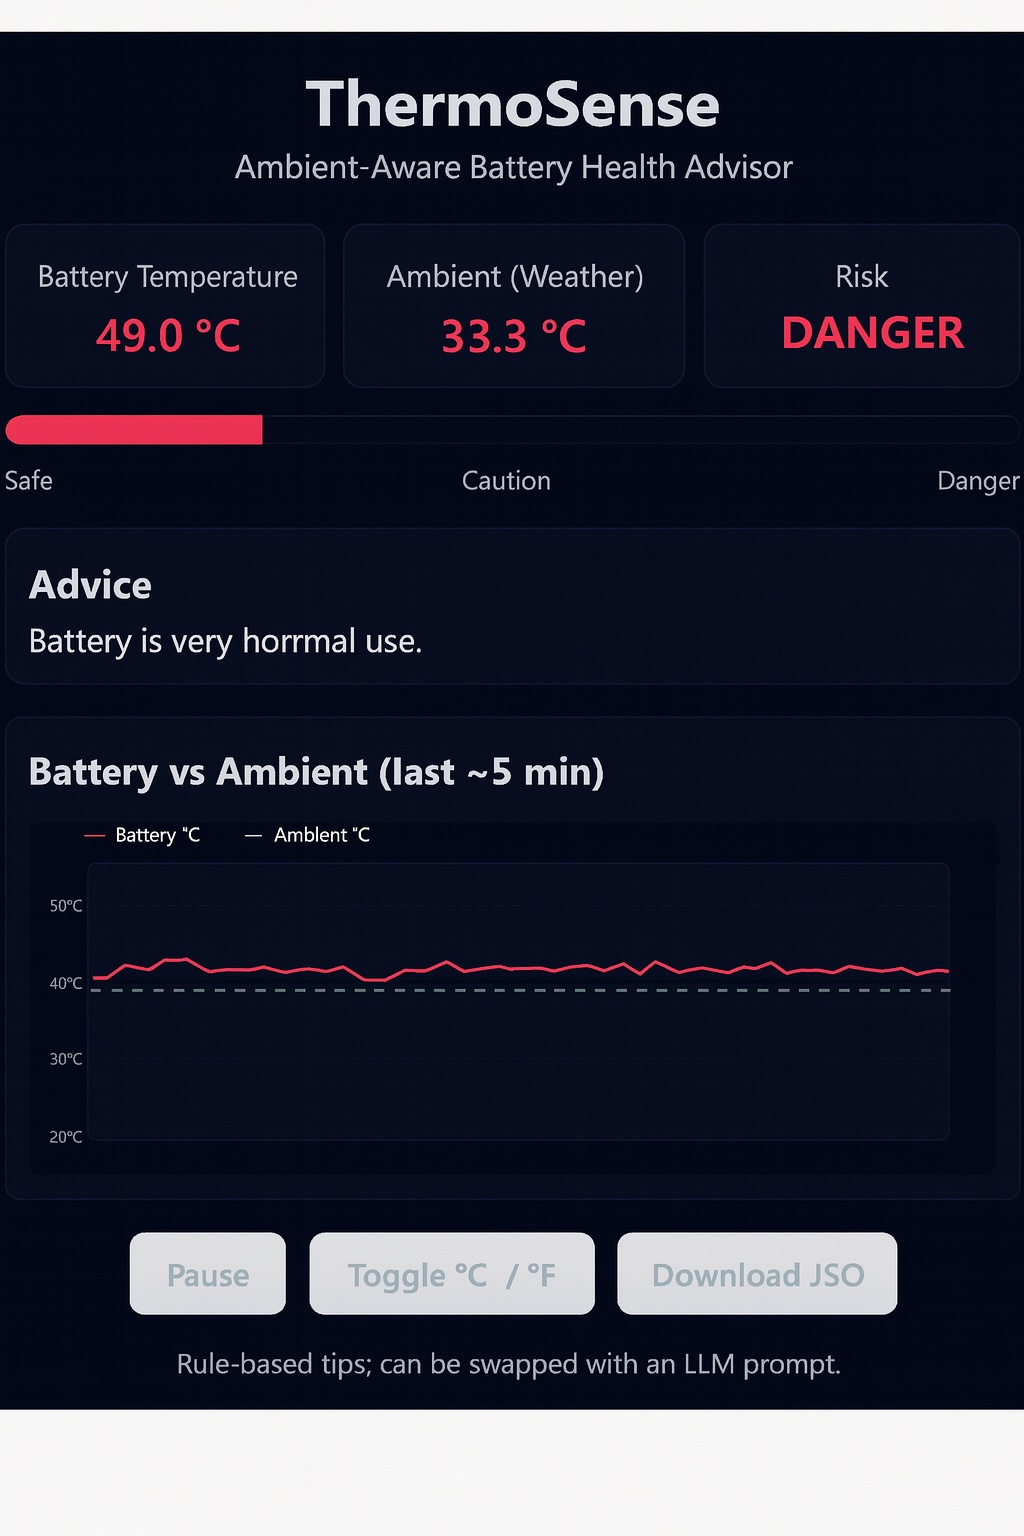 ThermoSense
Ambient-Aware Battery Health Advisor
Battery Temperature
49.0 °C
Ambient (Weather)
33.3 °C
Risk
DANGER
Safe
Caution
Danger
Advice
Battery is very horrmal use.
Battery vs Ambient (last ~5 min)
Battery °C
Amblent °C
50°C
40°C
30°C
20°C
Pause
Toggle °C / °F
Download JSO
Rule-based tips; can be swapped with an LLM prompt.